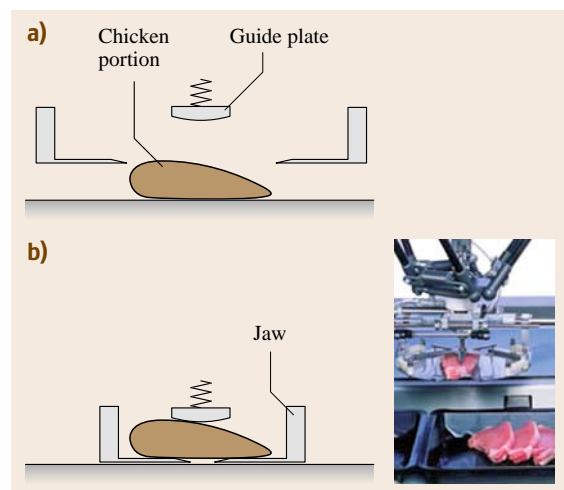 a)
Chicken
portion
Guide plate
b)
Jaw